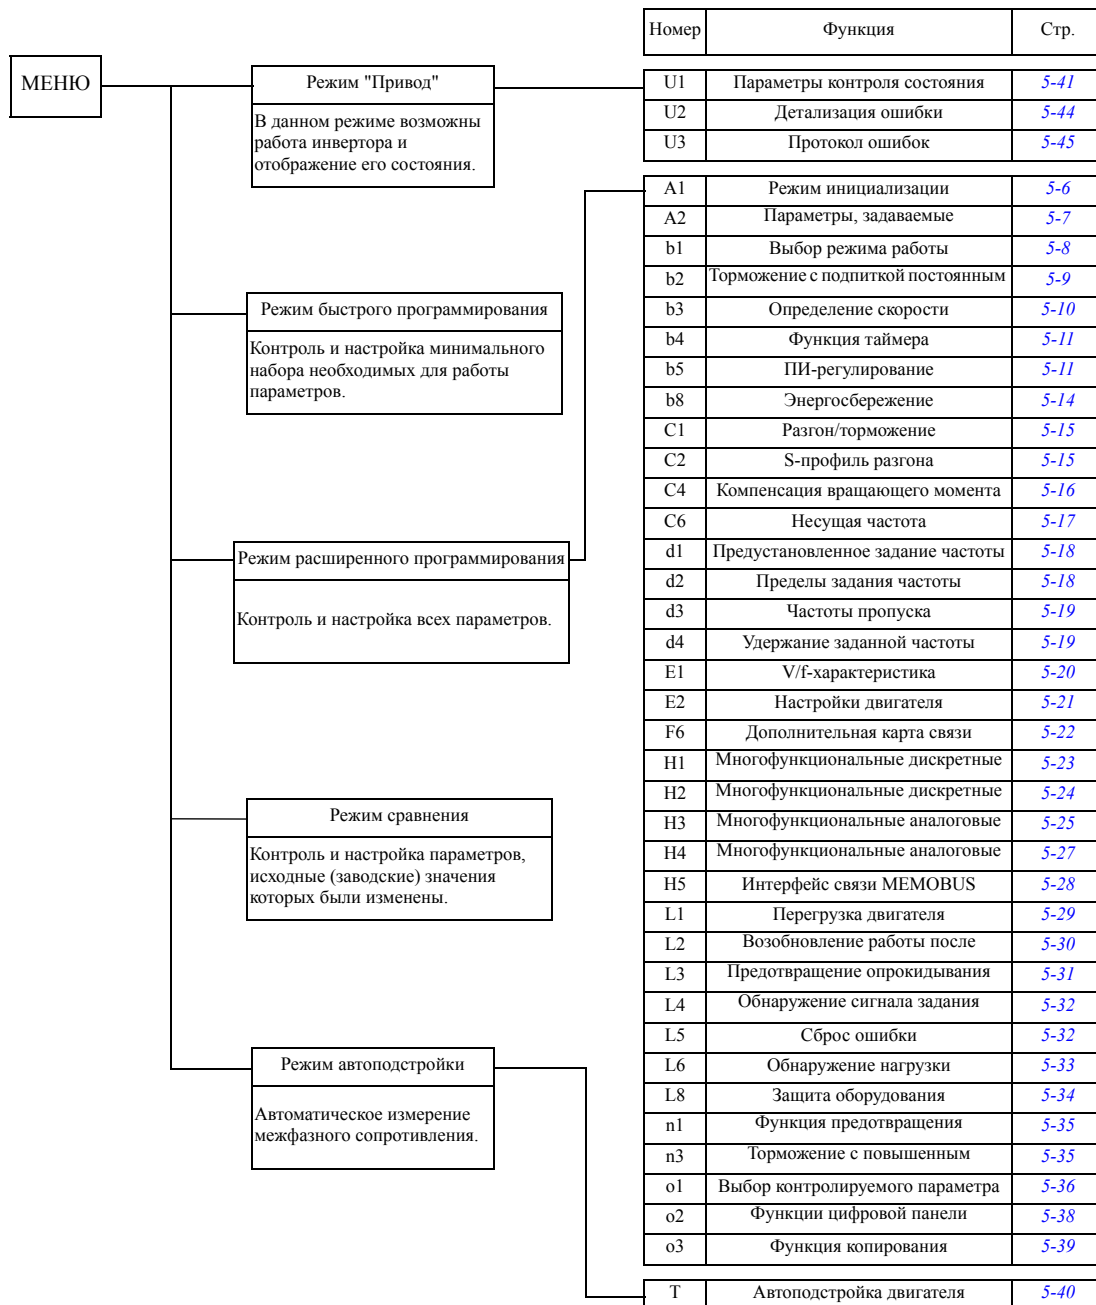 Номер Функция Стр.
МЕНЮ
Режим "Привод"
В данном режиме возможны
работа инвертора и
отображение его состояния.
Режим быстрого программирования
Контроль и настройка минимального
набора необходимых для работы
параметров.
Режим расширенного программирования
Контроль и настройка всех параметров.
Режим сравнения
Контроль и настройка параметров,
исходные (заводские) значения
которых были изменены.
Режим автоподстройки
Автоматическое измерение
межфазного сопротивления.
U1 Параметры контроля состояния 5-41
U2 Детализация ошибки 5-44
U3 Протокол ошибок 5-45
A1 Режим инициализации 5-6
A2 Параметры, задаваемые 5-7
b1 Выбор режима работы 5-8
b2 Торможение с подпиткой постоянным 5-9
b3 Определение скорости 5-10
b4 Функция таймера 5-11
b5 ПИ-регулирование 5-11
b8 Энергосбережение 5-14
C1 Разгон/торможение 5-15
C2 S-профиль разгона 5-15
C4 Компенсация вращающего момента 5-16
C6 Несущая частота 5-17
d1 Предустановленное задание частоты 5-18
d2 Пределы задания частоты 5-18
d3 Частоты пропуска 5-19
d4 Удержание заданной частоты 5-19
E1 V/f-характеристика 5-20
E2 Настройки двигателя 5-21
F6 Дополнительная карта связи 5-22
H1 Многофункциональные дискретные 5-23
H2 Многофункциональные дискретные 5-24
H3 Многофункциональные аналоговые 5-25
H4 Многофункциональные аналоговые 5-27
H5 Интерфейс связи MEMOBUS 5-28
L1 Перегрузка двигателя 5-29
L2 Возобновление работы после 5-30
L3 Предотвращение опрокидывания 5-31
L4 Обнаружение сигнала задания 5-32
L5 Сброс ошибки 5-32
L6 Обнаружение нагрузки 5-33
L8 Защита оборудования 5-34
n1 Функция предотвращения 5-35
n3 Торможение с повышенным 5-35
o1 Выбор контролируемого параметра 5-36
o2 Функции цифровой панели 5-38
o3 Функция копирования 5-39
T Автоподстройка двигателя 5-40